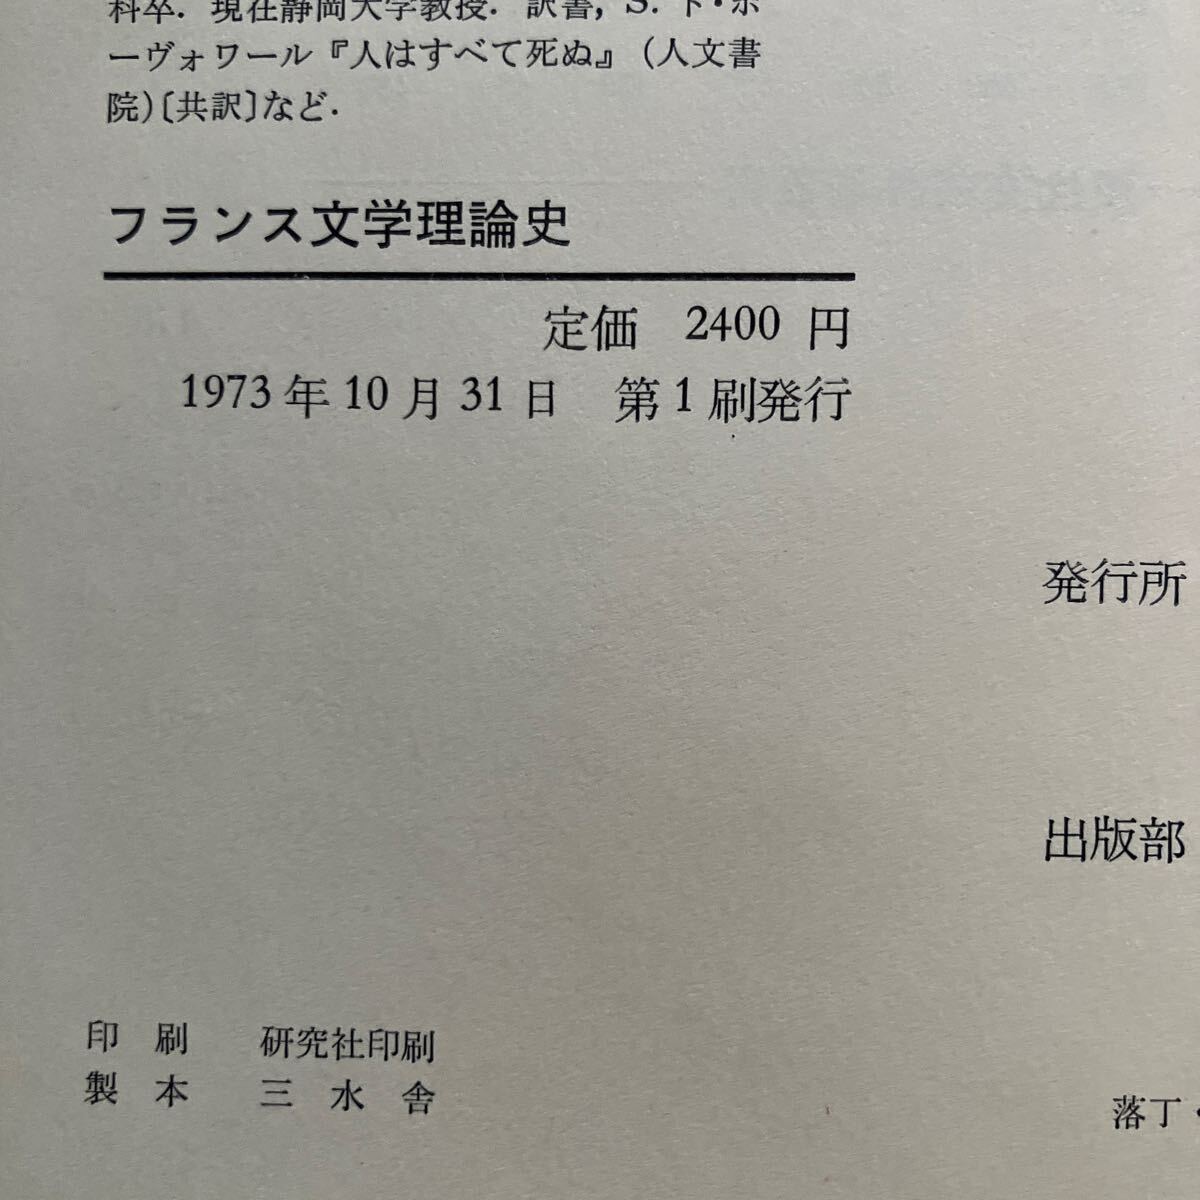 科卒．現在静岡大学教授．訳書，S．ド・ボ
ーヴォワール『人はすべて死ぬ』（人文書
院）〔共訳〕など．
フランス文学理論史
定価 2400 円
1973 年 10 月 31 日 第 1 刷発行
発行所
出版部
印 刷 研究社印刷
製 本 三 水 舎
落丁・